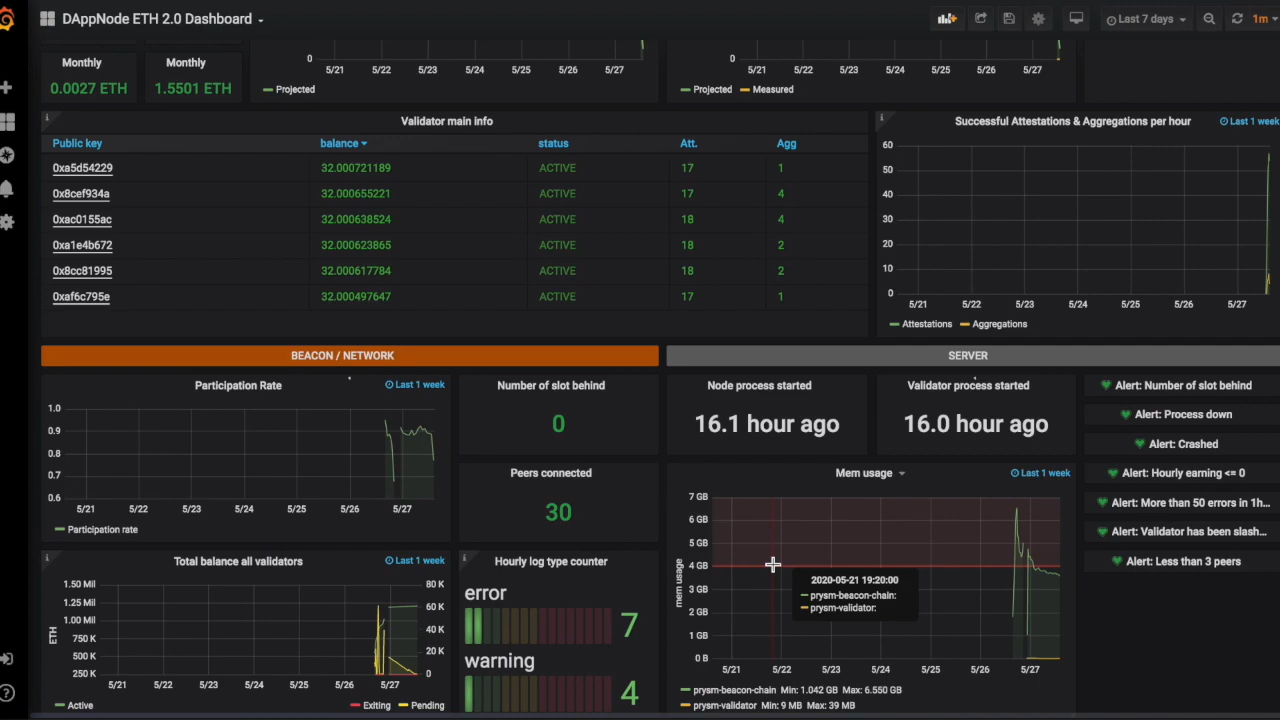 DAppNode ETH 2.0 Dashboard
Last 7 days
1m
Monthly
0.0027 ETH
Monthly
1.5501 ETH
0
5/21 5/22 5/23 5/24 5/25 5/26 5/27
Projected
0
5/21 5/22 5/23 5/24 5/25 5/26 5/27
Projected Measured
Validator main info
Public key balance status Att. Agg
0xa5d54229 32.000721189 ACTIVE 17 1
0x8cef934a 32.000655221 ACTIVE 17 4
0xac0155ac 32.000638524 ACTIVE 18 4
0xa1e4b672 32.000623865 ACTIVE 18 2
0x8cc81995 32.000617784 ACTIVE 18 2
0xaf6c795e 32.000497647 ACTIVE 17 1
Successful Attestations & Aggregations per hour
Last 1 week
60
50
40
30
20
10
0
5/21 5/22 5/23 5/24 5/25 5/26 5/27
Attestations Aggregations
BEACON / NETWORK
SERVER
Participation Rate
Last 1 week
1.0
0.9
0.8
0.7
0.6
5/21 5/22 5/23 5/24 5/25 5/26 5/27
Participation rate
Number of slot behind
0
Peers connected
30
Node process started
16.1 hour ago
Validator process started
16.0 hour ago
Alert: Number of slot behind
Alert: Process down
Alert: Crashed
Alert: Hourly earning <= 0
Alert: More than 50 errors in 1h...
Alert: Validator has been slash...
Alert: Less than 3 peers
Total balance all validators
Last 1 week
ETH
1.50 Mil
1.25 Mil
1.00 Mil
750 K
500 K
250 K
80 K
60 K
40 K
20 K
0
5/21 5/22 5/23 5/24 5/25 5/26 5/27
Active Exiting Pending
Hourly log type counter
error
7
warning
4
Mem usage
Last 1 week
mem usage
7 GB
6 GB
5 GB
4 GB
3 GB
2 GB
1 GB
0 B
5/21 5/22 5/23 5/24 5/25 5/26 5/27
2020-05-21 19:20:00
prysm-beacon-chain:
prysm-validator:
prysm-beacon-chain Min: 1.042 GB Max: 6.550 GB
prysm-validator Min: 9 MB Max: 39 MB